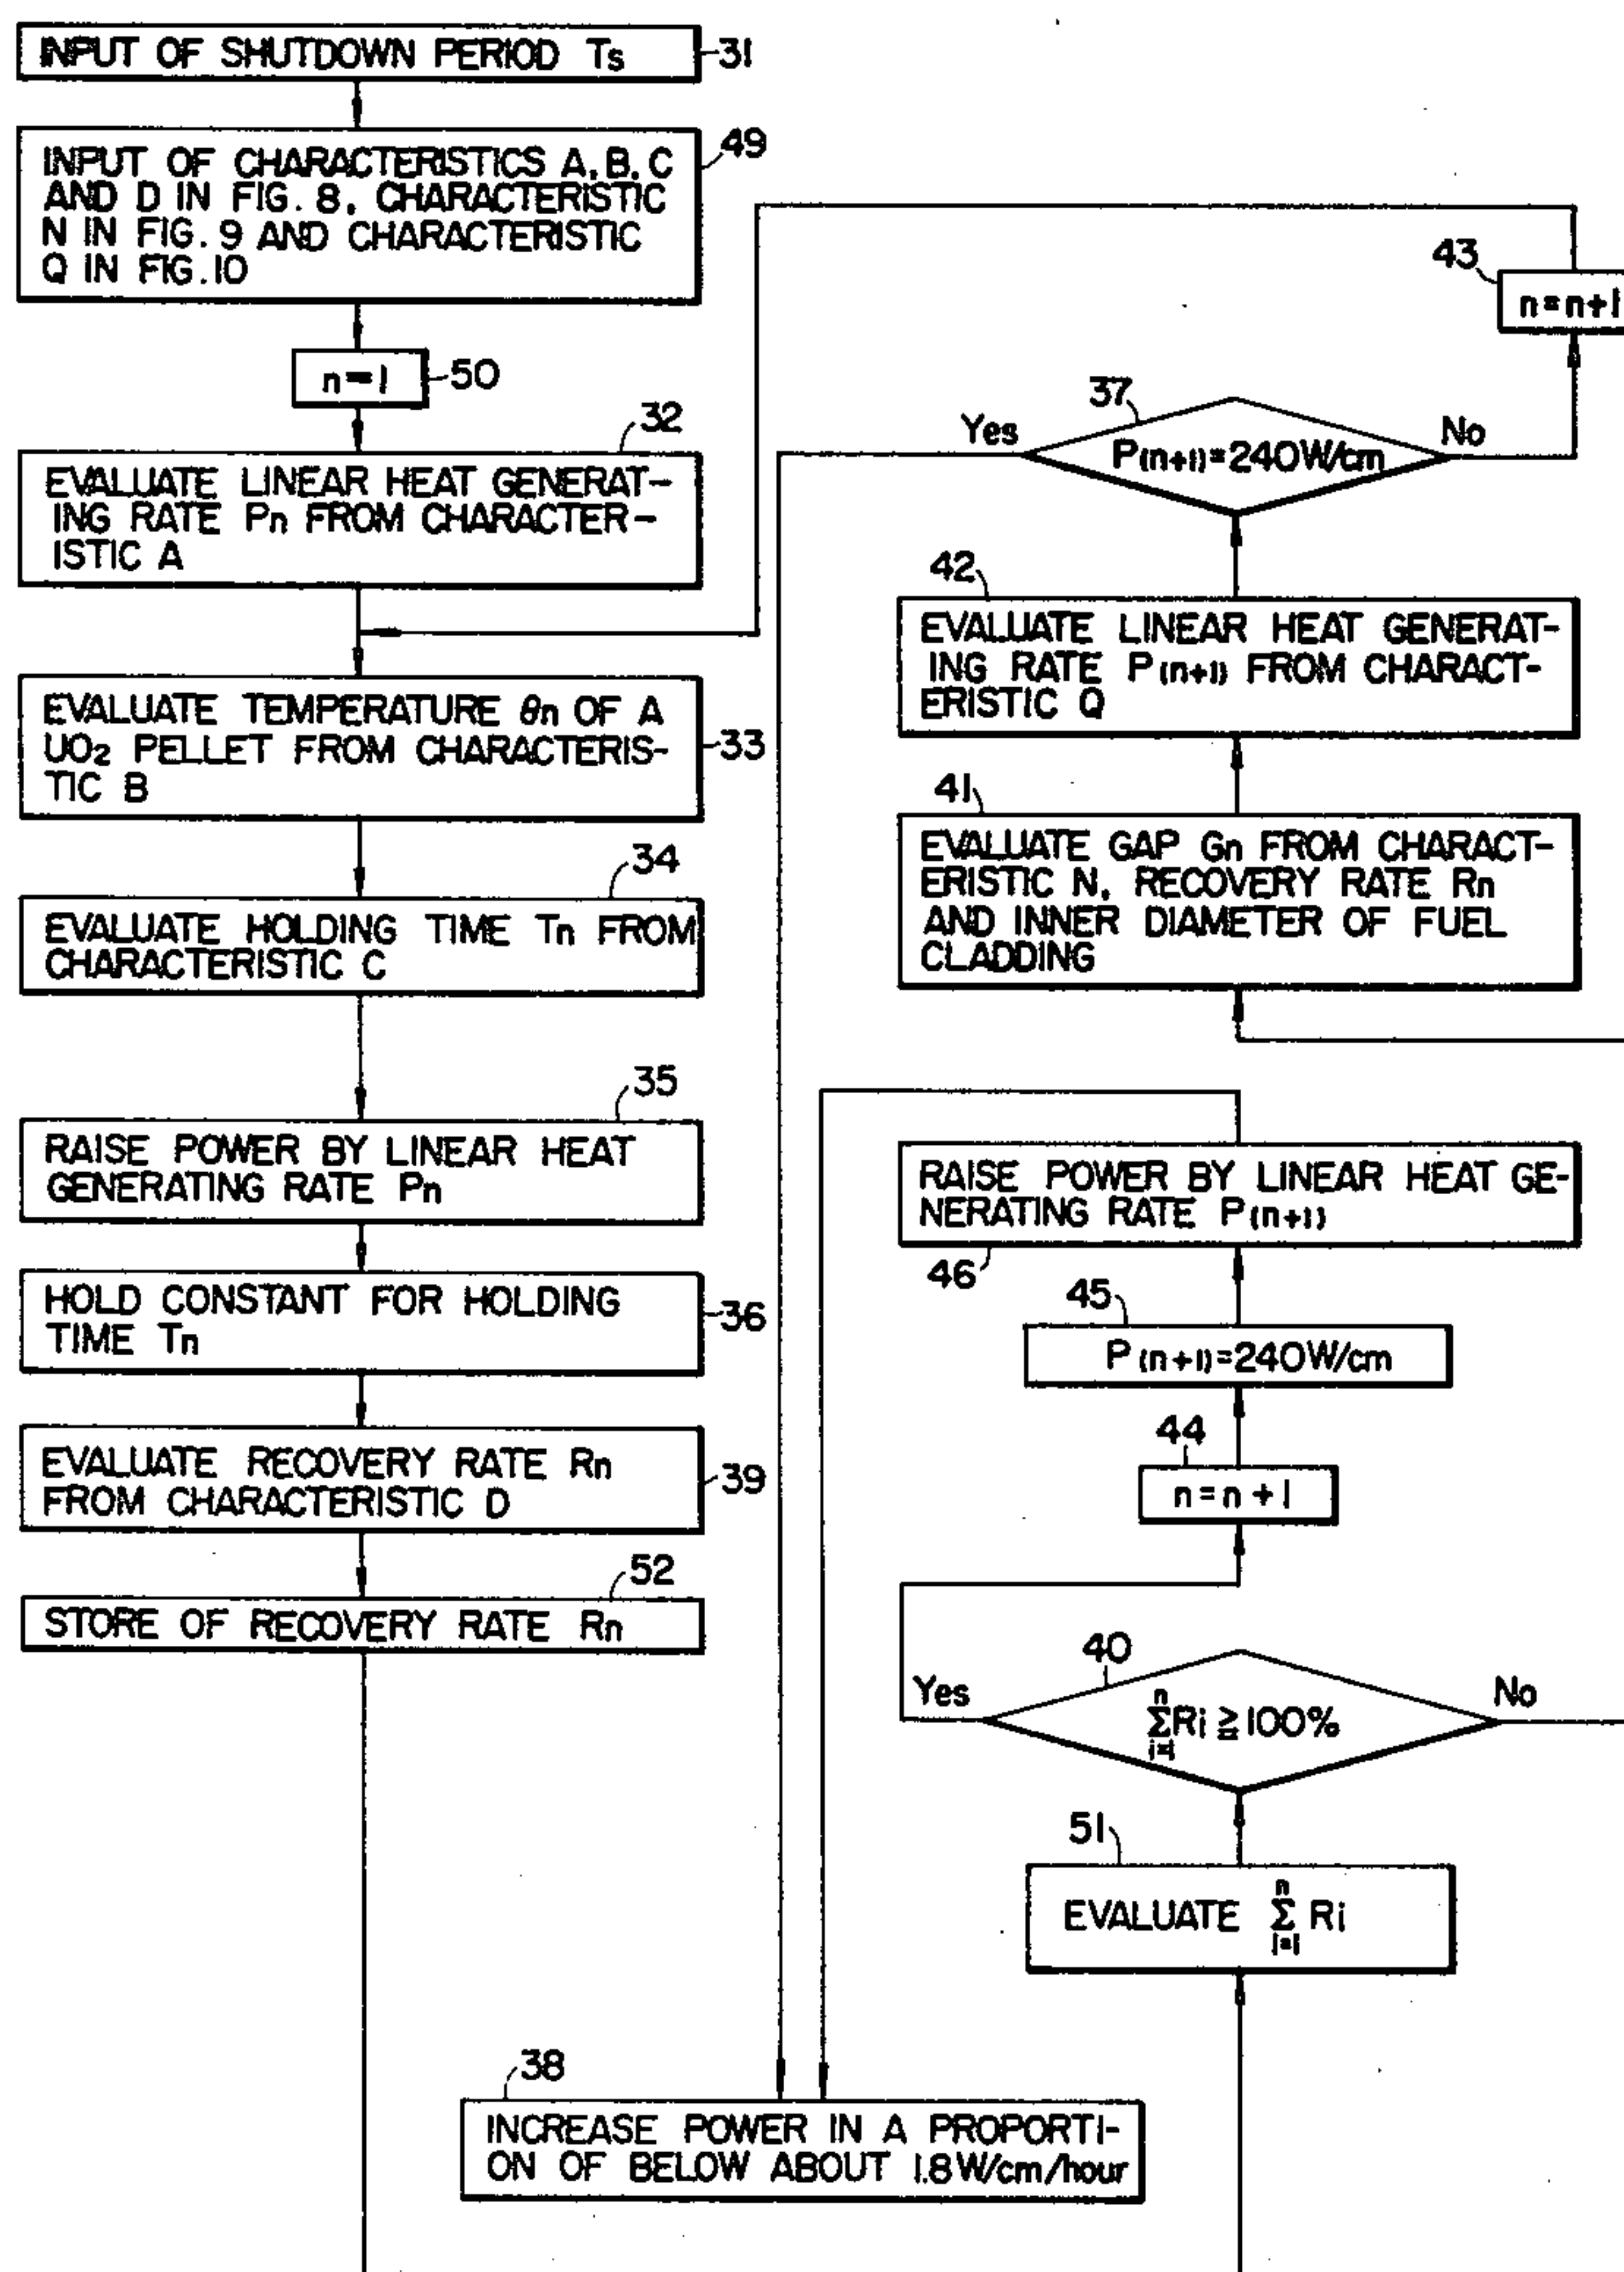 INPUT OF SHUTDOWN PERIOD Ts
31
INPUT OF CHARACTERISTICS A, B, C
AND D IN FIG. 8, CHARACTERISTIC
N IN FIG. 9 AND CHARACTERISTIC
Q IN FIG. 10
49
n=1
50
32
EVALUATE LINEAR HEAT GENERAT-
ING RATE Pn FROM CHARACTER-
ISTIC A
EVALUATE TEMPERATURE θn OF A
UO2 PELLET FROM CHARACTERIS-
TIC B
33
34
EVALUATE HOLDING TIME Tn FROM
CHARACTERISTIC C
35
RAISE POWER BY LINEAR HEAT
GENERATING RATE Pn
HOLD CONSTANT FOR HOLDING
TIME Tn
36
EVALUATE RECOVERY RATE Rn
FROM CHARACTERISTIC D
39
52
STORE OF RECOVERY RATE Rn
43
n=n+1
37
Yes
P(n+1)=240W/cm
No
42
EVALUATE LINEAR HEAT GENERAT-
ING RATE P(n+1) FROM CHARACT-
ERISTIC Q
41
EVALUATE GAP Gn FROM CHARACT-
ERISTIC N, RECOVERY RATE Rn
AND INNER DIAMETER OF FUEL
CLADDING
RAISE POWER BY LINEAR HEAT GE-
NERATING RATE P(n+1)
46
45
P(n+1)=240W/cm
44
n=n+1
40
Yes
n
ΣRi≧100%
i=1
No
51
n
EVALUATE Σ Ri
i=1
38
INCREASE POWER IN A PROPORTI-
ON OF BELOW ABOUT 1.8W/cm/hour